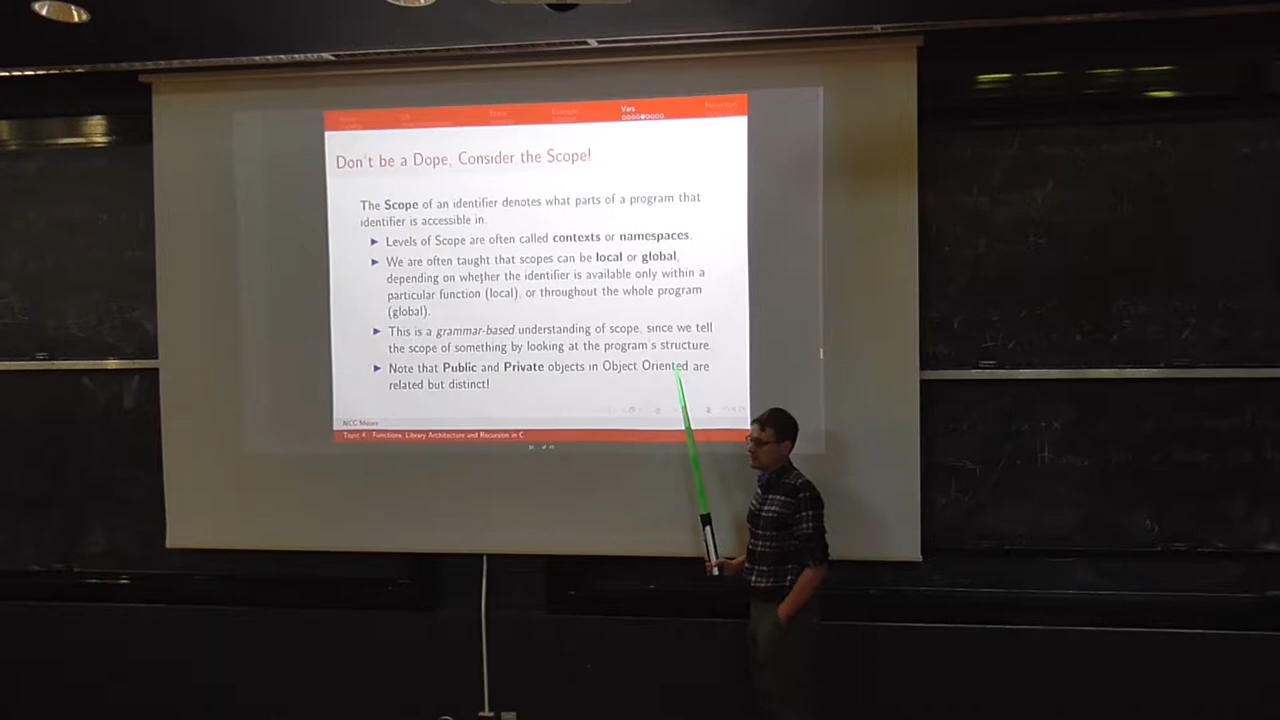 Vars
Don't be a Dope, Consider the Scope!
The Scope of an identifier denotes what parts of a program that
identifier is accessible in.
Levels of Scope are often called contexts or namespaces.
We are often taught that scopes can be local or global,
depending on whether the identifier is available only within a
particular function (local), or throughout the whole program
(global).
This is a grammar-based understanding of scope, since we tell
the scope of something by looking at the program's structure.
Note that Public and Private objects in Object Oriented are
related but distinct!
NCC Moore
Topic 4 Functions, Library Architecture and Recursion in C